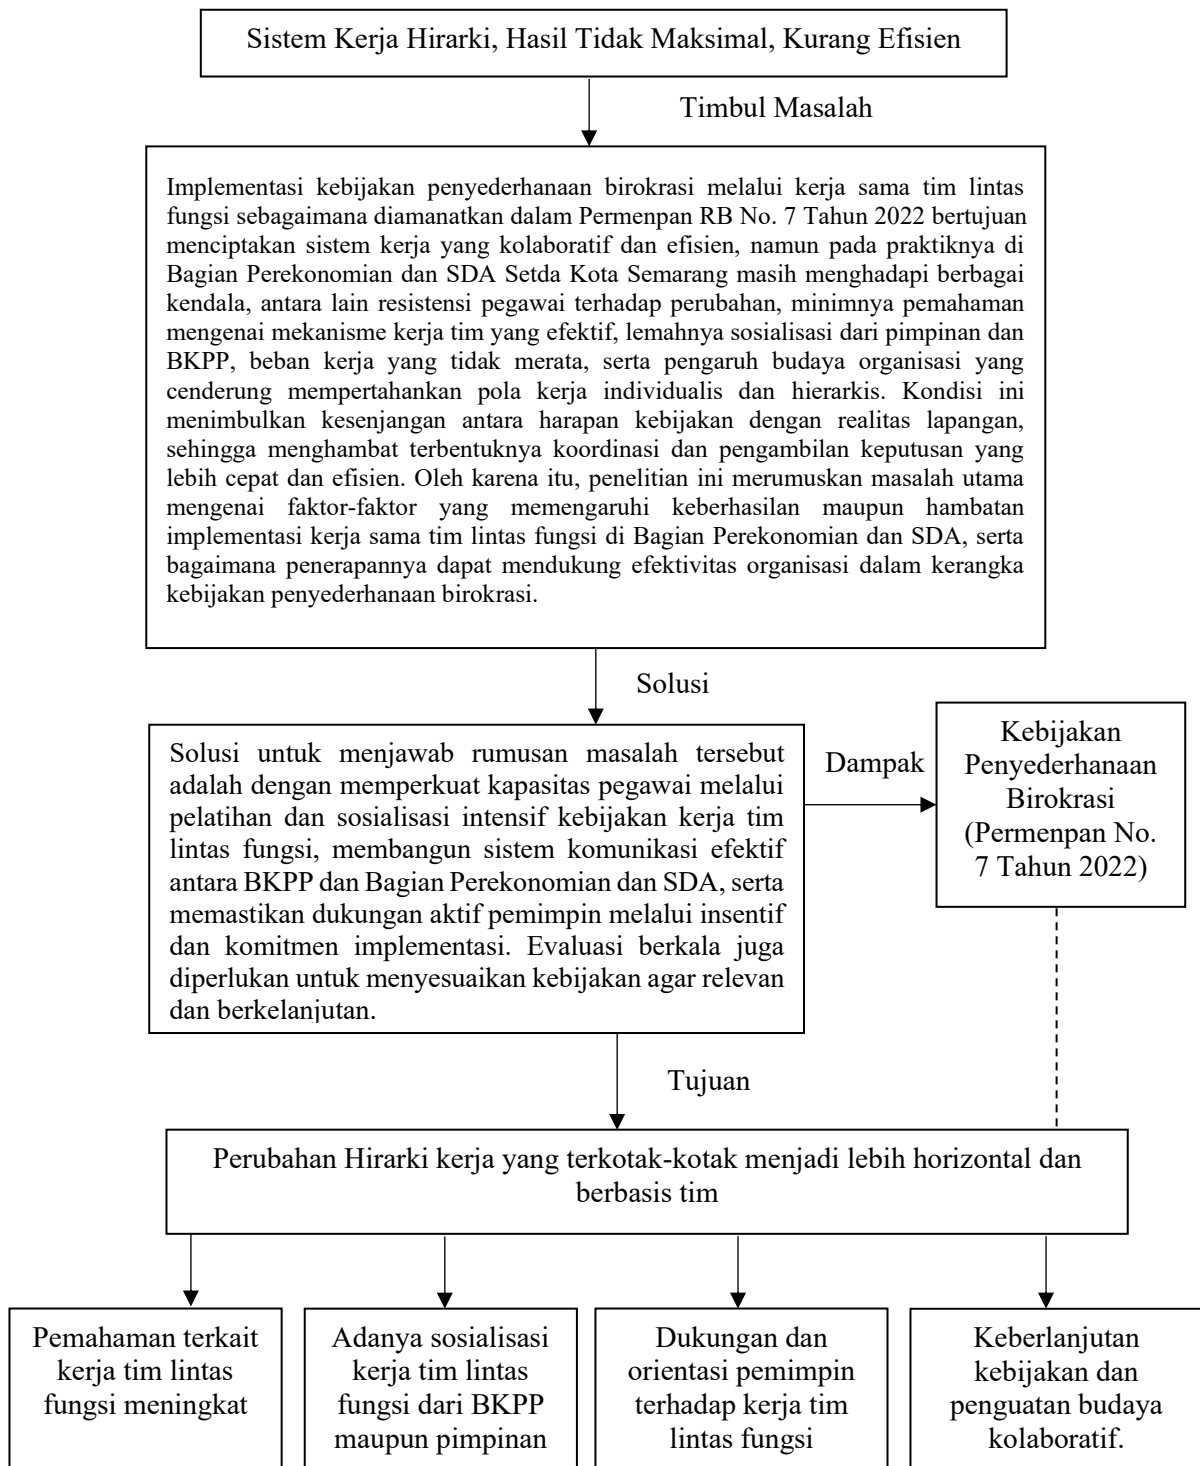 Sistem Kerja Hirarki, Hasil Tidak Maksimal, Kurang Efisien
Timbul Masalah
Implementasi kebijakan penyederhanaan birokrasi melalui kerja sama tim lintas
fungsi sebagaimana diamanatkan dalam Permenpan RB No. 7 Tahun 2022 bertujuan
menciptakan sistem kerja yang kolaboratif dan efisien, namun pada praktiknya di
Bagian Perekonomian dan SDA Setda Kota Semarang masih menghadapi berbagai
kendala, antara lain resistensi pegawai terhadap perubahan, minimnya pemahaman
mengenai mekanisme kerja tim yang efektif, lemahnya sosialisasi dari pimpinan dan
BKPP, beban kerja yang tidak merata, serta pengaruh budaya organisasi yang
cenderung mempertahankan pola kerja individualis dan hierarkis. Kondisi ini
menimbulkan kesenjangan antara harapan kebijakan dengan realitas lapangan,
sehingga menghambat terbentuknya koordinasi dan pengambilan keputusan yang
lebih cepat dan efisien. Oleh karena itu, penelitian ini merumuskan masalah utama
mengenai faktor-faktor yang memengaruhi keberhasilan maupun hambatan
implementasi kerja sama tim lintas fungsi di Bagian Perekonomian dan SDA, serta
bagaimana penerapannya dapat mendukung efektivitas organisasi dalam kerangka
kebijakan penyederhanaan birokrasi.
Solusi
Solusi untuk menjawab rumusan masalah tersebut
adalah dengan memperkuat kapasitas pegawai melalui
pelatihan dan sosialisasi intensif kebijakan kerja tim
lintas fungsi, membangun sistem komunikasi efektif
antara BKPP dan Bagian Perekonomian dan SDA, serta
memastikan dukungan aktif pemimpin melalui insentif
dan komitmen implementasi. Evaluasi berkala juga
diperlukan untuk menyesuaikan kebijakan agar relevan
dan berkelanjutan.
Dampak
Kebijakan
Penyederhanaan
Birokrasi
(Permenpan No.
7 Tahun 2022)
Tujuan
Perubahan Hirarki kerja yang terkotak-kotak menjadi lebih horizontal dan
berbasis tim
Pemahaman terkait
kerja tim lintas
fungsi meningkat
Adanya sosialisasi
kerja tim lintas
fungsi dari BKPP
maupun pimpinan
Dukungan dan
orientasi pemimpin
terhadap kerja tim
lintas fungsi
Keberlanjutan
kebijakan dan
penguatan budaya
kolaboratif.